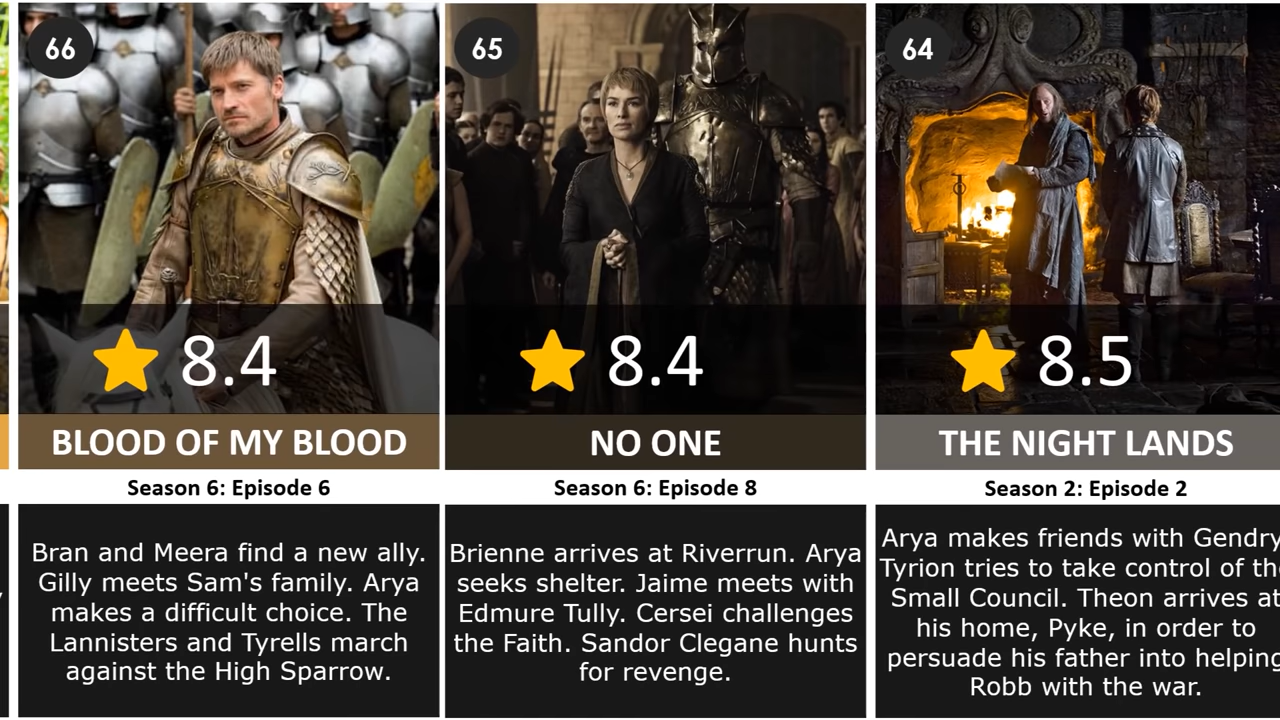 66
8.4
BLOOD OF MY BLOOD
Season 6: Episode 6
Bran and Meera find a new ally.
Gilly meets Sam's family. Arya
makes a difficult choice. The
Lannisters and Tyrells march
against the High Sparrow.
65
8.4
NO ONE
Season 6: Episode 8
Brienne arrives at Riverrun. Arya
seeks shelter. Jaime meets with
Edmure Tully. Cersei challenges
the Faith. Sandor Clegane hunts
for revenge.
64
8.5
THE NIGHT LANDS
Season 2: Episode 2
Arya makes friends with Gendry
Tyrion tries to take control of the
Small Council. Theon arrives at
his home, Pyke, in order to
persuade his father into helping
Robb with the war.